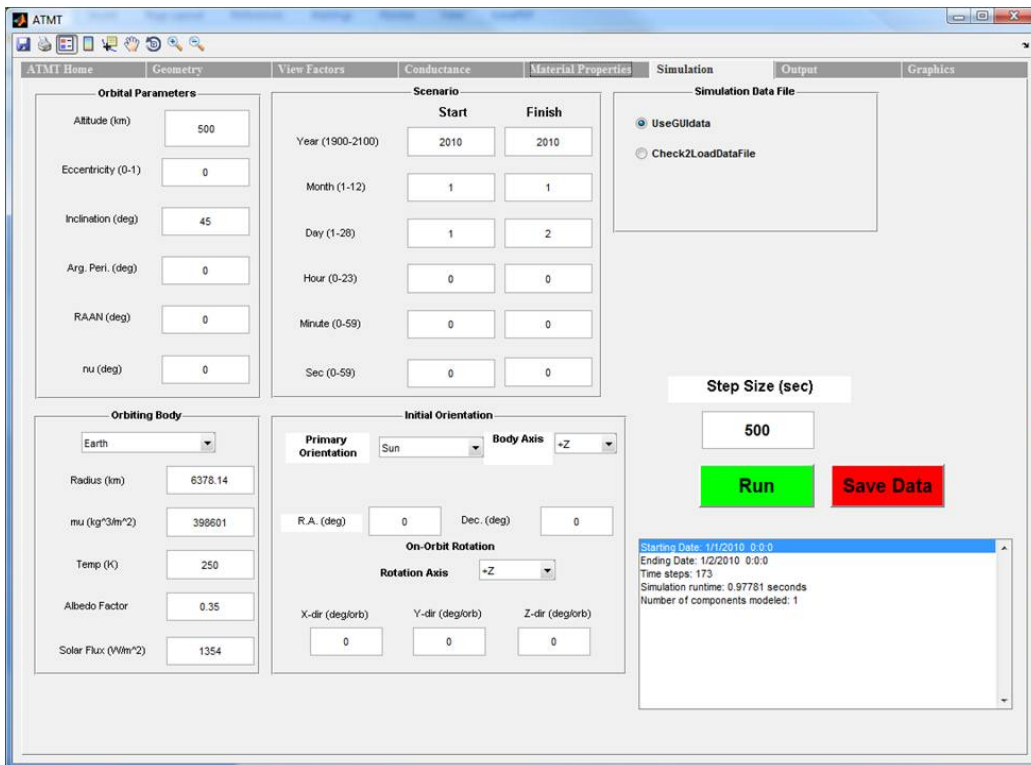 ATMT
ATMT Home Geometry View Factors Conductance Material Properties Simulation Output Graphics
Orbital Parameters
Altitude (km) 500
Eccentricity (0-1) 0
Inclination (deg) 45
Arg. Peri. (deg) 0
RAAN (deg) 0
nu (deg) 0
Scenario
Start Finish
Year (1900-2100) 2010 2010
Month (1-12) 1 1
Day (1-28) 1 2
Hour (0-23) 0 0
Minute (0-59) 0 0
Sec (0-59) 0 0
Simulation Data File
UseGUIdata
Check2LoadDataFile
Orbiting Body
Earth
Radius (km) 6378.14
mu (kg^3/m^2) 398601
Temp (K) 250
Albedo Factor 0.35
Solar Flux (W/m^2) 1354
Initial Orientation
Primary Orientation Sun Body Axis +Z
R.A. (deg) 0 Dec. (deg) 0
On-Orbit Rotation
Rotation Axis +Z
X-dir (deg/orb) Y-dir (deg/orb) Z-dir (deg/orb)
0 0 0
Step Size (sec)
500
Run Save Data
Starting Date: 1/1/2010 0:0:0
Ending Date: 1/2/2010 0:0:0
Time steps: 173
Simulation runtime: 0.97781 seconds
Number of components modeled: 1